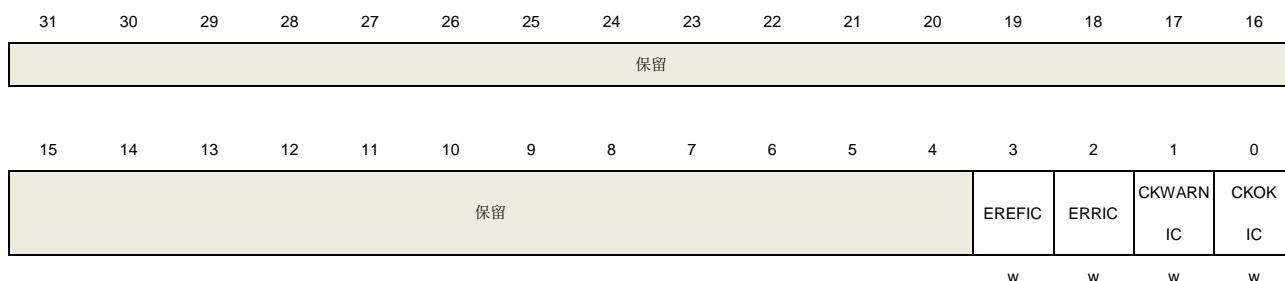 31 30 29 28 27 26 25 24 23 22 21 20 19 18 17 16
保留
15 14 13 12 11 10 9 8 7 6 5 4 3 2 1 0
保留 EREFIC ERRIC CKWARN IC CKOK IC
w w w w